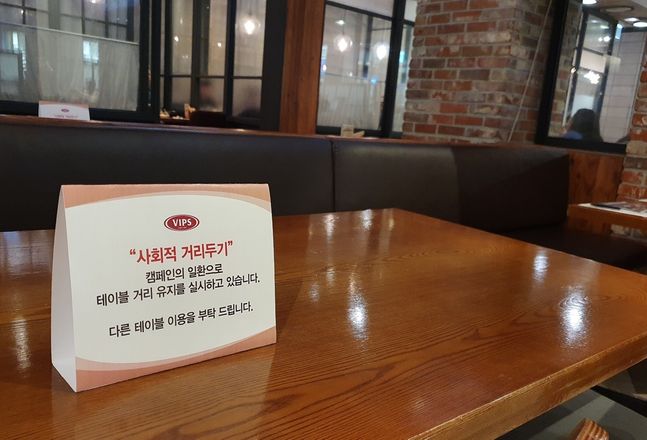 VIPS
“사회적 거리두기”
캠페인의 일환으로
테이블 거리 유지를 실시하고 있습니다.
다른 테이블 이용을 부탁 드립니다.